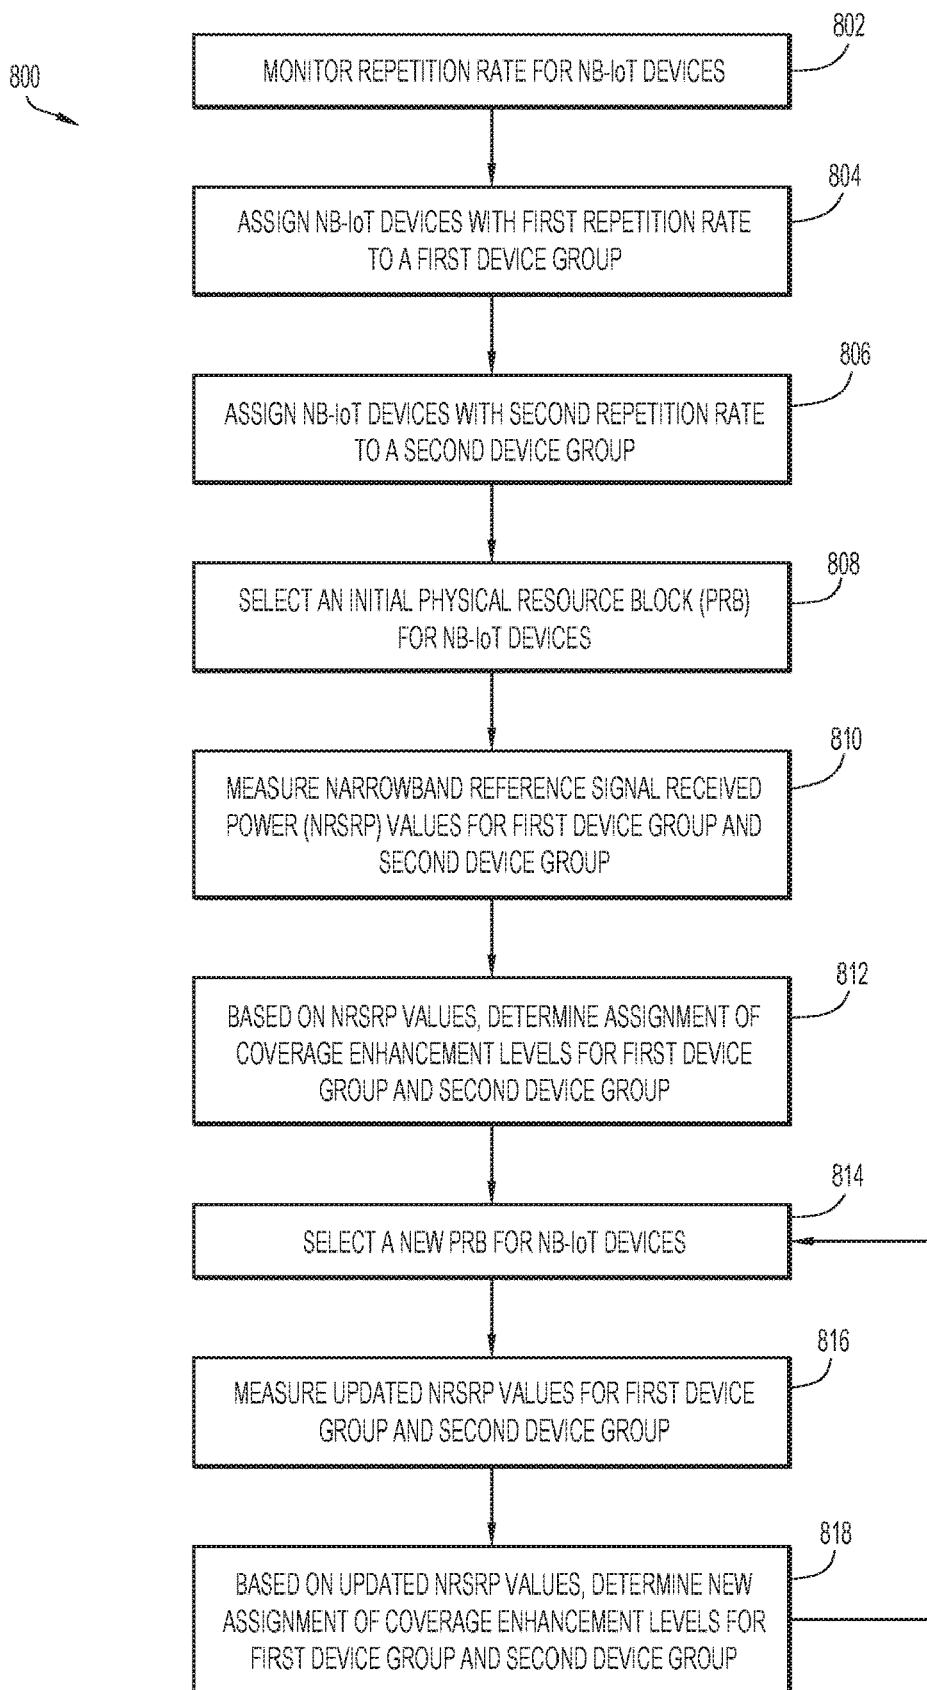 800
802
MONITOR REPETITION RATE FOR NB-IoT DEVICES
804
ASSIGN NB-IoT DEVICES WITH FIRST REPETITION RATE
TO A FIRST DEVICE GROUP
806
ASSIGN NB-IoT DEVICES WITH SECOND REPETITION RATE
TO A SECOND DEVICE GROUP
808
SELECT AN INITIAL PHYSICAL RESOURCE BLOCK (PRB)
FOR NB-IoT DEVICES
810
MEASURE NARROWBAND REFERENCE SIGNAL RECEIVED
POWER (NRSRP) VALUES FOR FIRST DEVICE GROUP AND
SECOND DEVICE GROUP
812
BASED ON NRSRP VALUES, DETERMINE ASSIGNMENT OF
COVERAGE ENHANCEMENT LEVELS FOR FIRST DEVICE
GROUP AND SECOND DEVICE GROUP
814
SELECT A NEW PRB FOR NB-IoT DEVICES
816
MEASURE UPDATED NRSRP VALUES FOR FIRST DEVICE
GROUP AND SECOND DEVICE GROUP
818
BASED ON UPDATED NRSRP VALUES, DETERMINE NEW
ASSIGNMENT OF COVERAGE ENHANCEMENT LEVELS FOR
FIRST DEVICE GROUP AND SECOND DEVICE GROUP